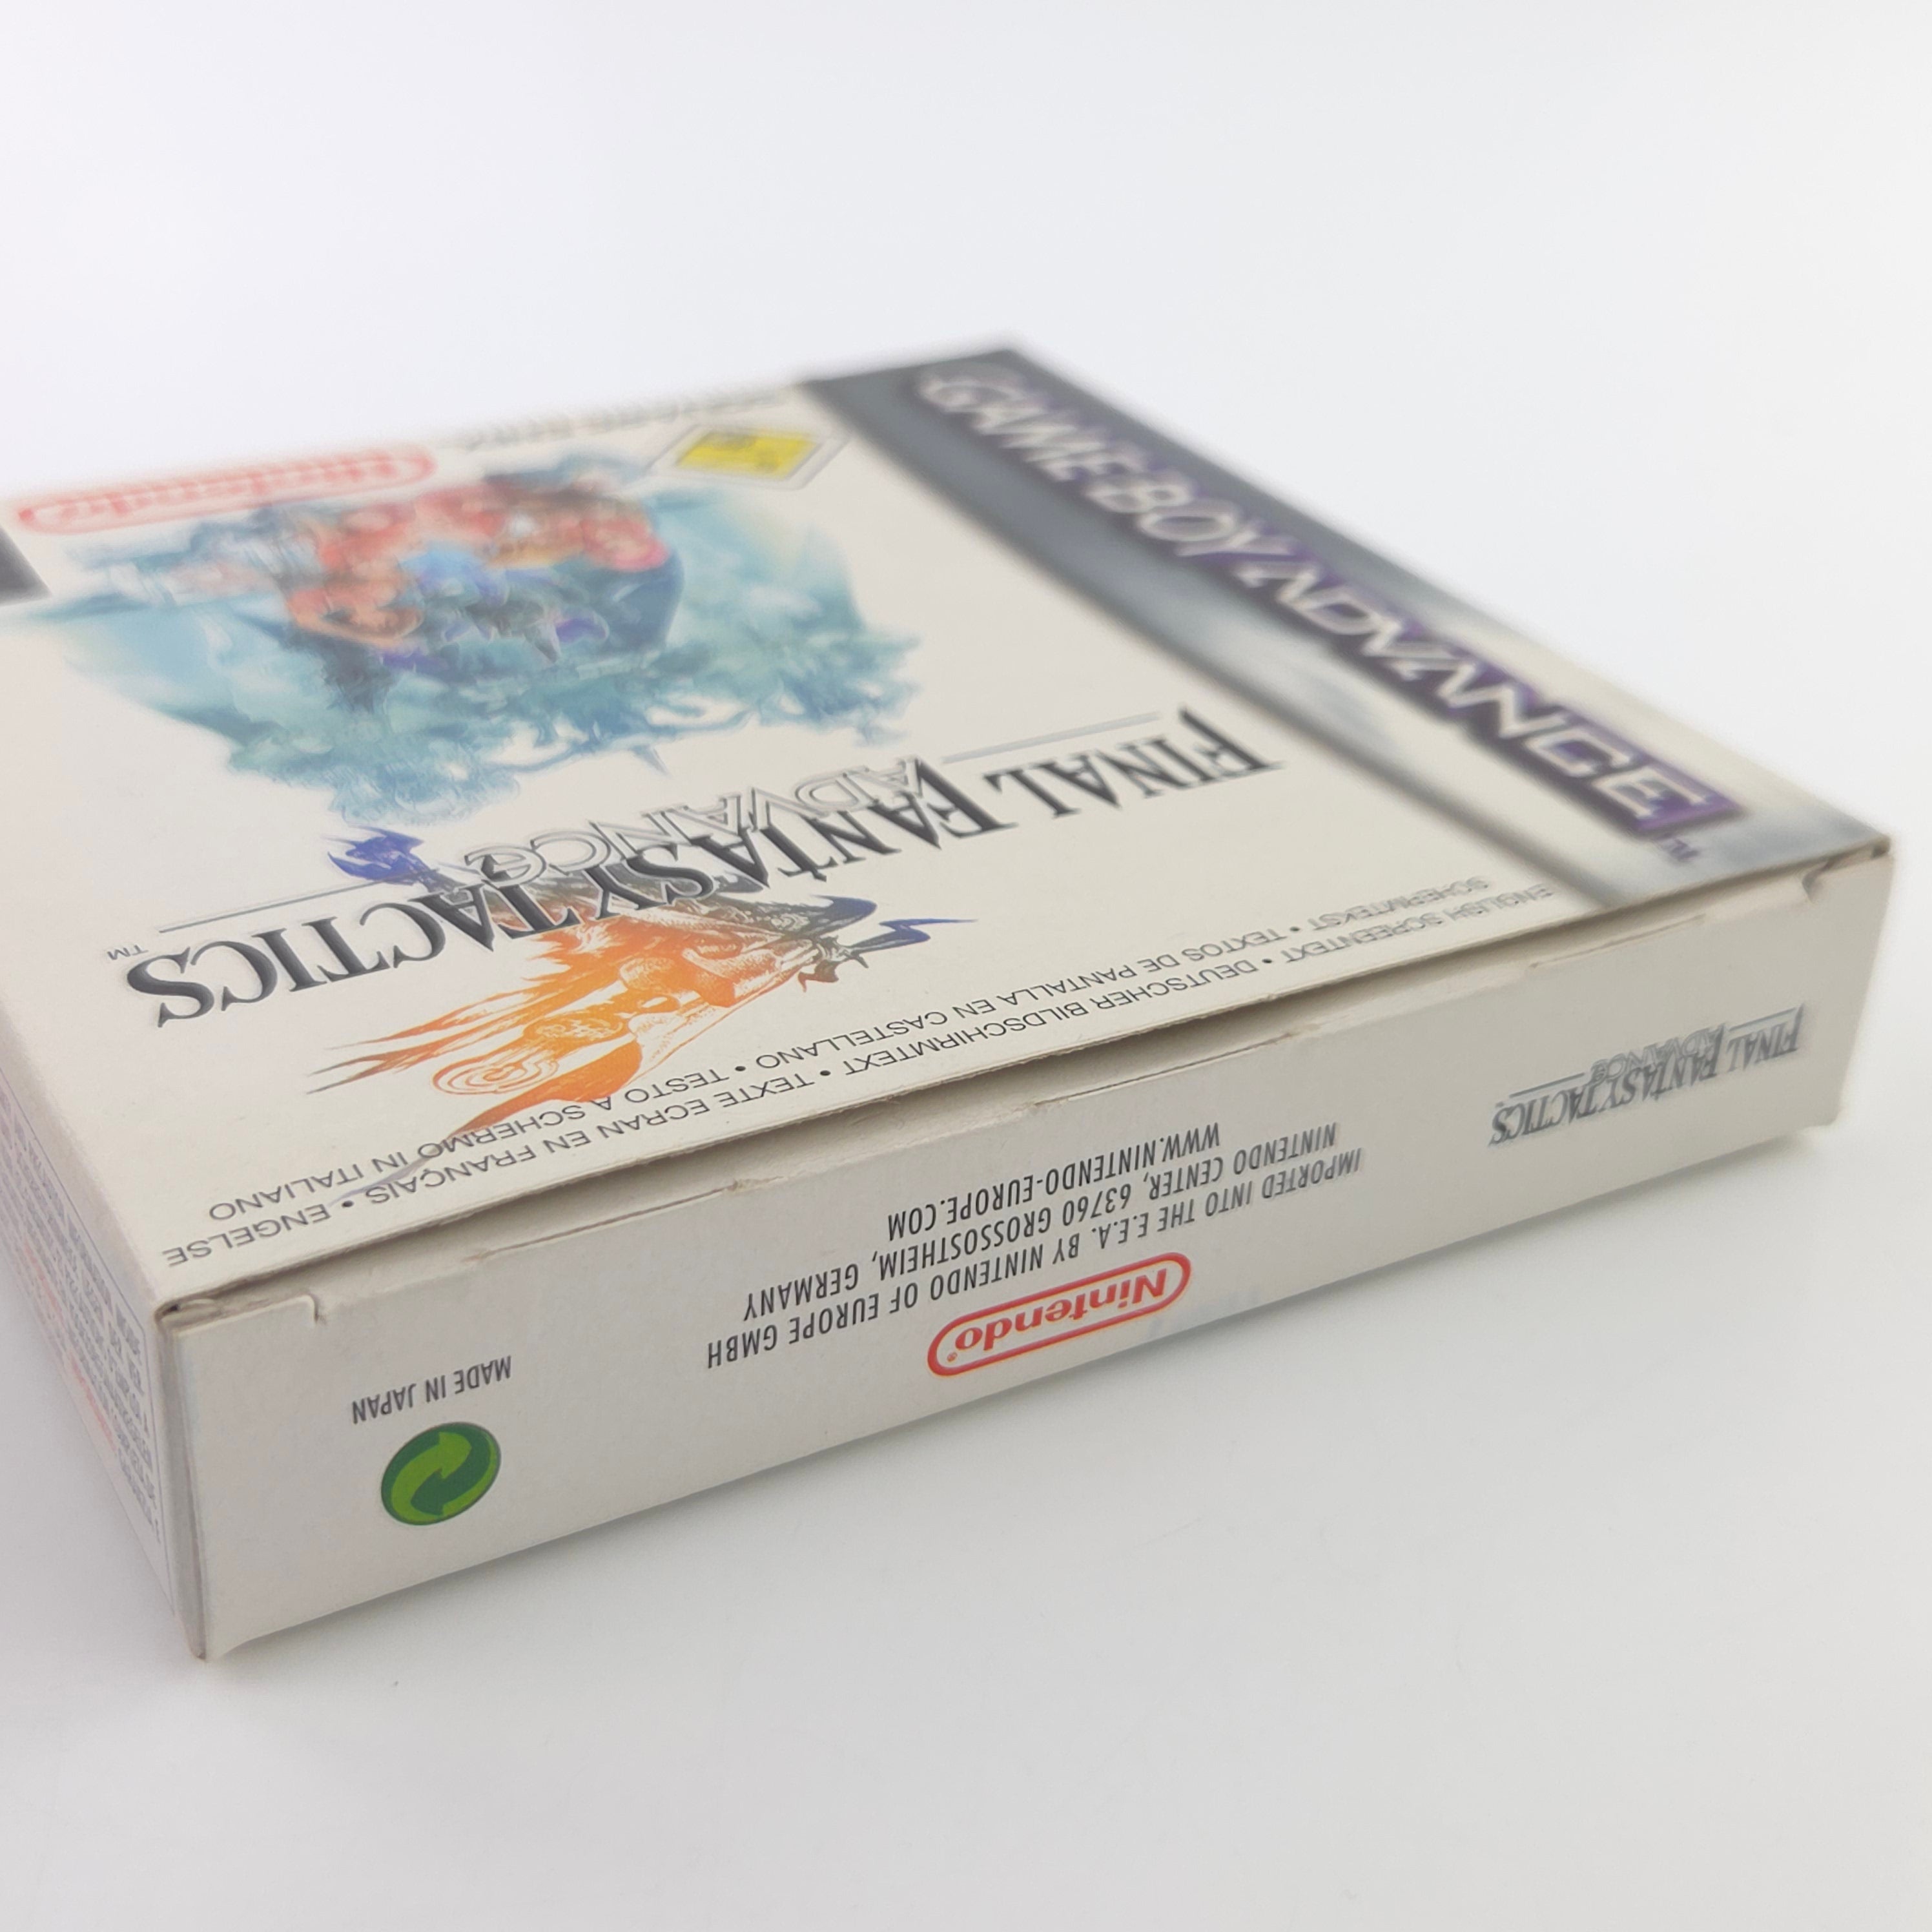 GAME BOY ADVANCE
TM
Nintendo
FINAL FANTASY TACTICS™
ADVANCE
ENGLISH SCREENTEXT • DEUTSCHER BILDSCHIRMTEXT • TEXTE ECRAN EN FRANÇAIS • ENGELSE
SCHERMTEKST • TEXTOS DE PANTALLA EN CASTELLANO • TESTO A SCHERMO IN ITALIANO
FINAL FANTASY TACTICS
ADVANCE
Nintendo®
IMPORTED INTO THE E.E.A. BY NINTENDO OF EUROPE GMBH
NINTENDO CENTER, 63760 GROSSOSTHEIM, GERMANY
WWW.NINTENDO-EUROPE.COM
MADE IN JAPAN